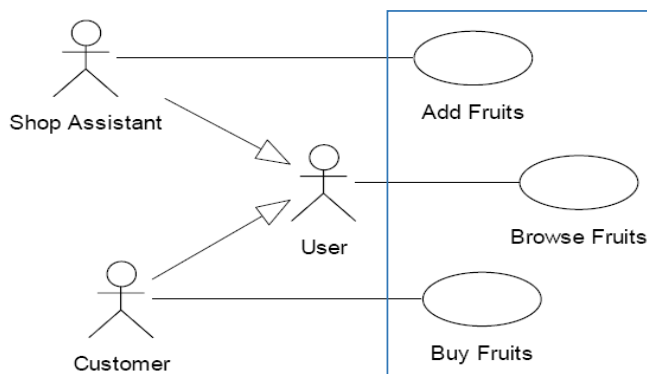 Shop Assistant
Add Fruits
User
Browse Fruits
Customer
Buy Fruits